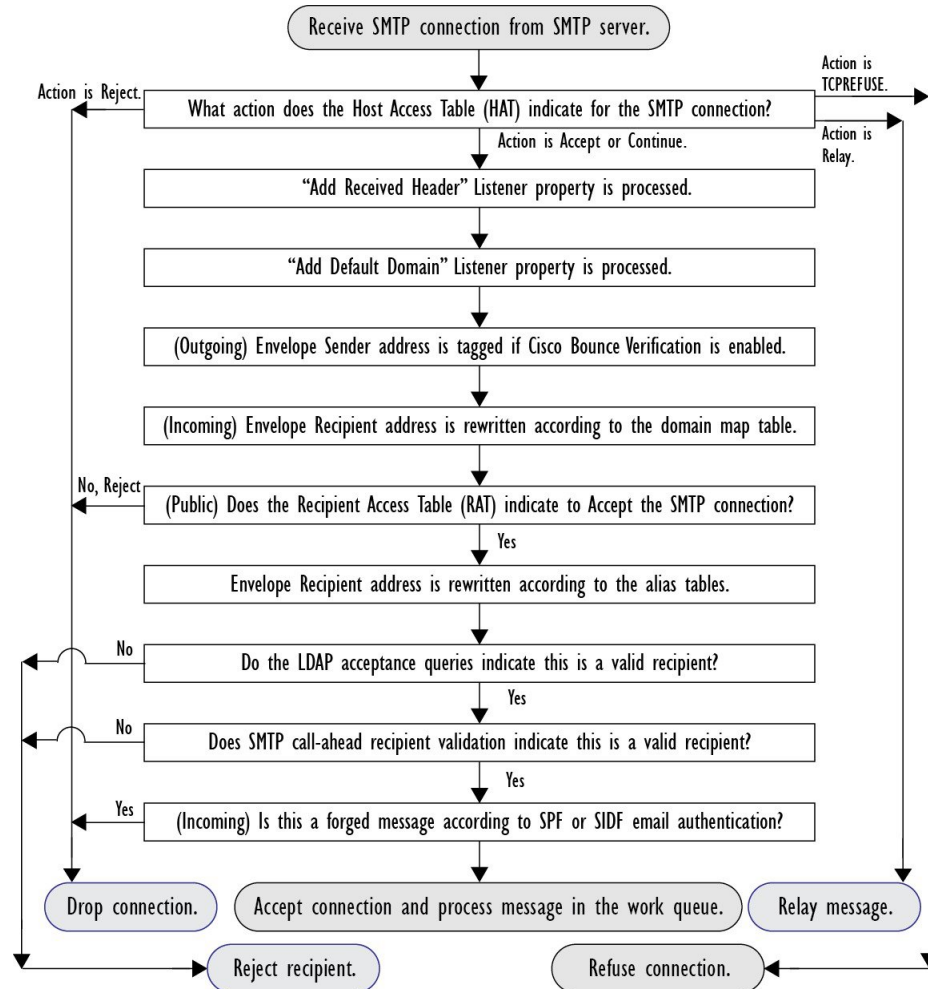 Receive SMTP connection from SMTP server.
Action is
TCPREFUSE.
Action is Reject.
What action does the Host Access Table (HAT) indicate for the SMTP connection?
Action is
Relay.
Action is Accept or Continue.
“Add Received Header” Listener property is processed.
“Add Default Domain” Listener property is processed.
(Outgoing) Envelope Sender address is tagged if Cisco Bounce Verification is enabled.
(Incoming) Envelope Recipient address is rewritten according to the domain map table.
No, Reject
(Public) Does the Recipient Access Table (RAT) indicate to Accept the SMTP connection?
Yes
Envelope Recipient address is rewritten according to the alias tables.
No
Do the LDAP acceptance queries indicate this is a valid recipient?
Yes
No
Does SMTP call-ahead recipient validation indicate this is a valid recipient?
Yes
Yes
(Incoming) Is this a forged message according to SPF or SIDF email authentication?
Drop connection.
Accept connection and process message in the work queue.
Relay message.
Reject recipient.
Refuse connection.